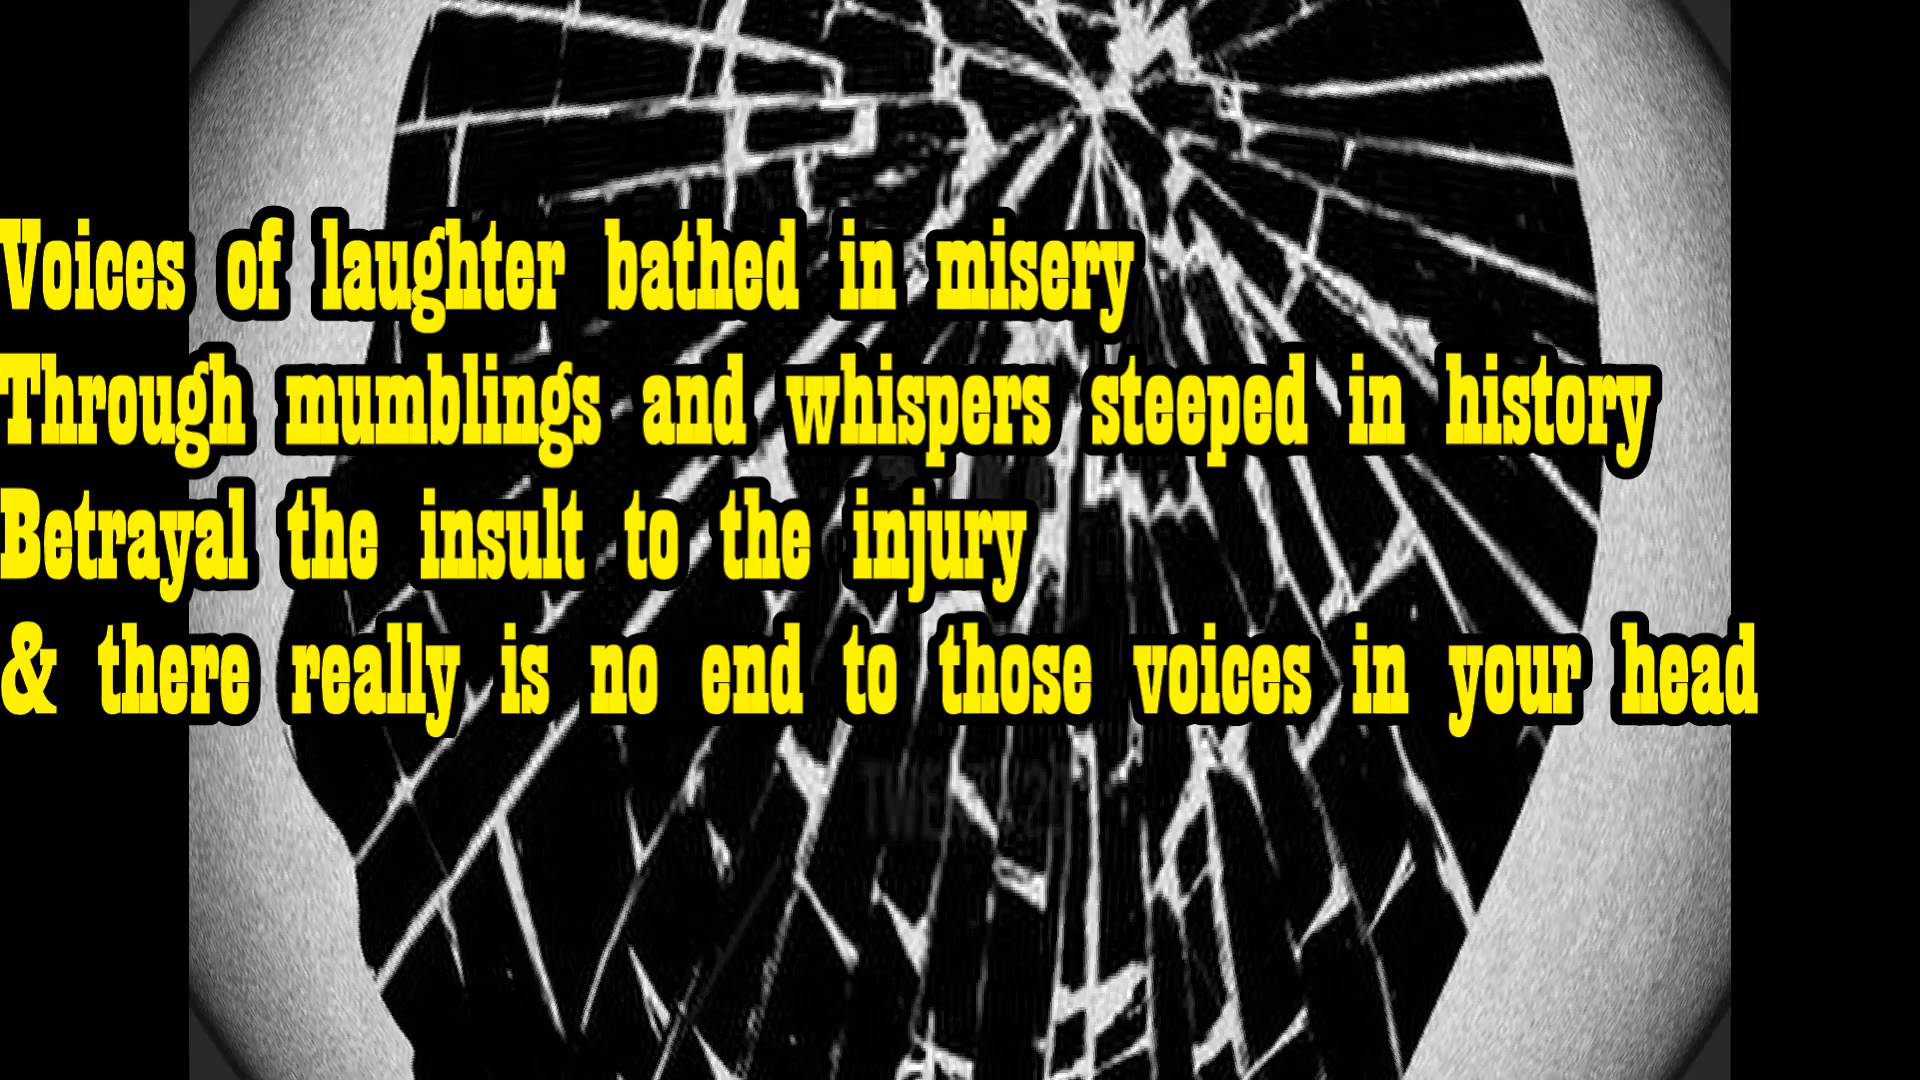 Voices of laughter bathed in misery
Through mumblings and whispers steeped in history
Betrayal the insult to the injury
& there really is no end to those voices in your head